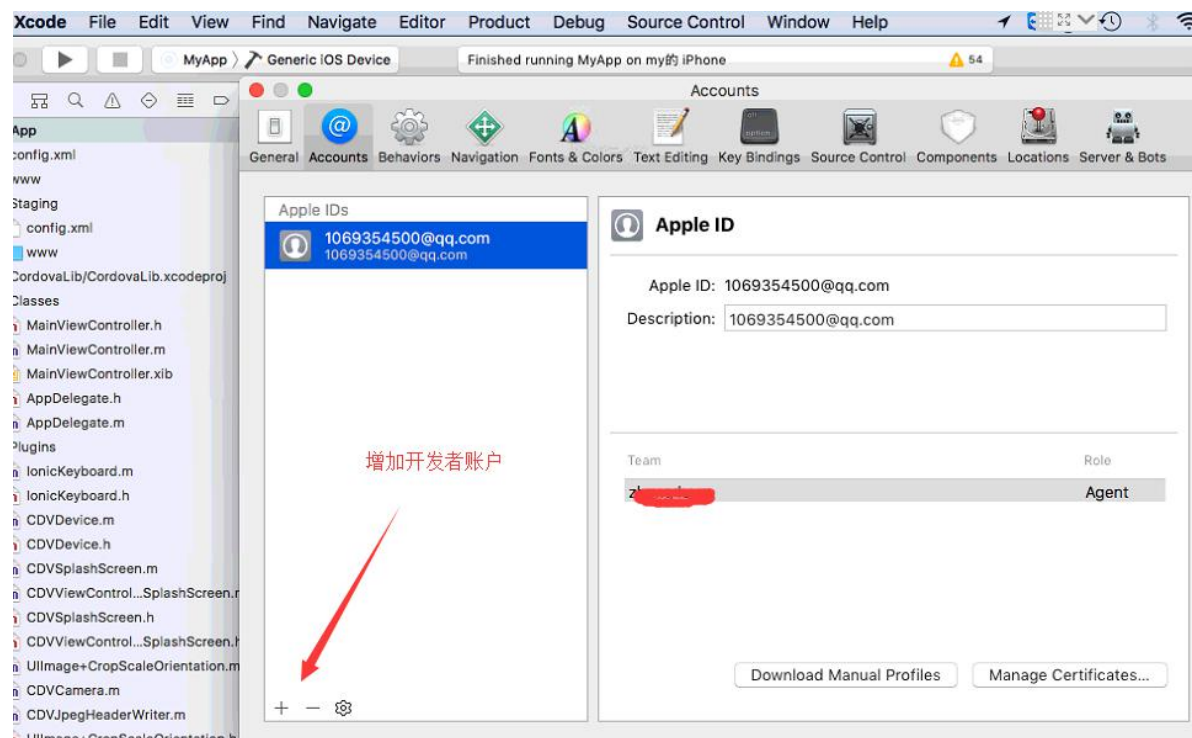 Xcode File Edit View Find Navigate Editor Product Debug Source Control Window Help
MyApp Generic iOS Device Finished running MyApp on my的 iPhone 54
Accounts
General Accounts Behaviors Navigation Fonts & Colors Text Editing Key Bindings Source Control Components Locations Server & Bots
App
config.xml
www
Staging
config.xml
www
CordovaLib/CordovaLib.xcodeproj
Classes
MainViewController.h
MainViewController.m
MainViewController.xib
AppDelegate.h
AppDelegate.m
Plugins
IonicKeyboard.m
IonicKeyboard.h
CDVDevice.m
CDVDevice.h
CDVSplashScreen.m
CDVViewControl...SplashScreen.m
CDVSplashScreen.h
CDVViewControl...SplashScreen.h
UIImage+CropScaleOrientation.m
CDVCamera.m
CDVJpegHeaderWriter.m
UIImage+CropScaleOrientation.h
Apple IDs
1069354500@qq.com
1069354500@qq.com
增加开发者账户
Apple ID
Apple ID: 1069354500@qq.com
Description: 1069354500@qq.com
Team Role
Agent
Download Manual Profiles Manage Certificates...